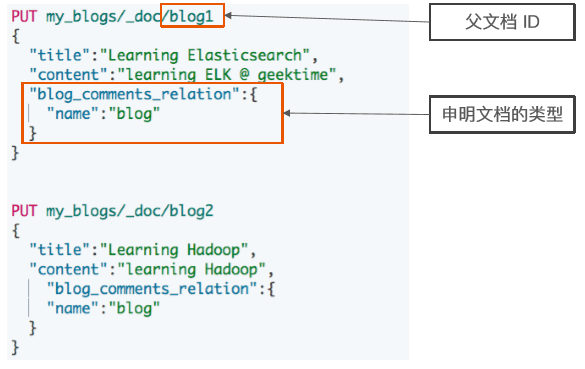 PUT my_blogs/_doc/blog1
父文档 ID
{
"title":"Learning Elasticsearch",
"content":"learning ELK @ geektime",
"blog_comments_relation":{
"name":"blog"
申明文档的类型
}
}
PUT my_blogs/_doc/blog2
{
"title":"Learning Hadoop",
"content":"learning Hadoop",
"blog_comments_relation":{
"name":"blog"
}
}